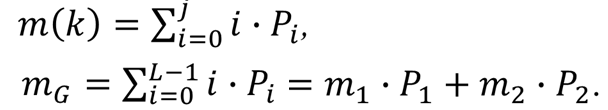 m(k) = ∑_{i=0}^{j} i · P_i,
m_G = ∑_{i=0}^{L−1} i · P_i = m_1 · P_1 + m_2 · P_2.